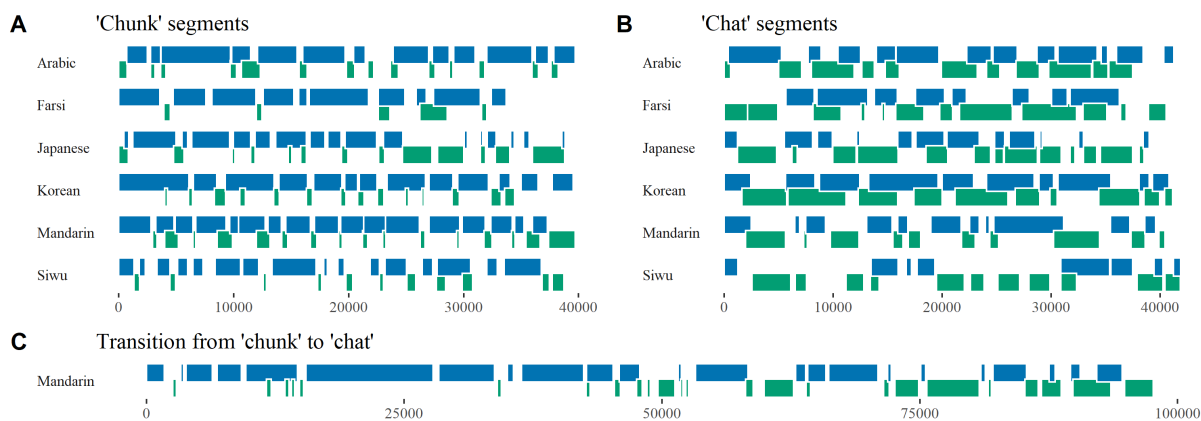 A 'Chunk' segments
Arabic
Farsi
Japanese
Korean
Mandarin
Siwu
0 10000 20000 30000 40000
B 'Chat' segments
Arabic
Farsi
Japanese
Korean
Mandarin
Siwu
0 10000 20000 30000 40000
C Transition from 'chunk' to 'chat'
Mandarin
0 25000 50000 75000 100000